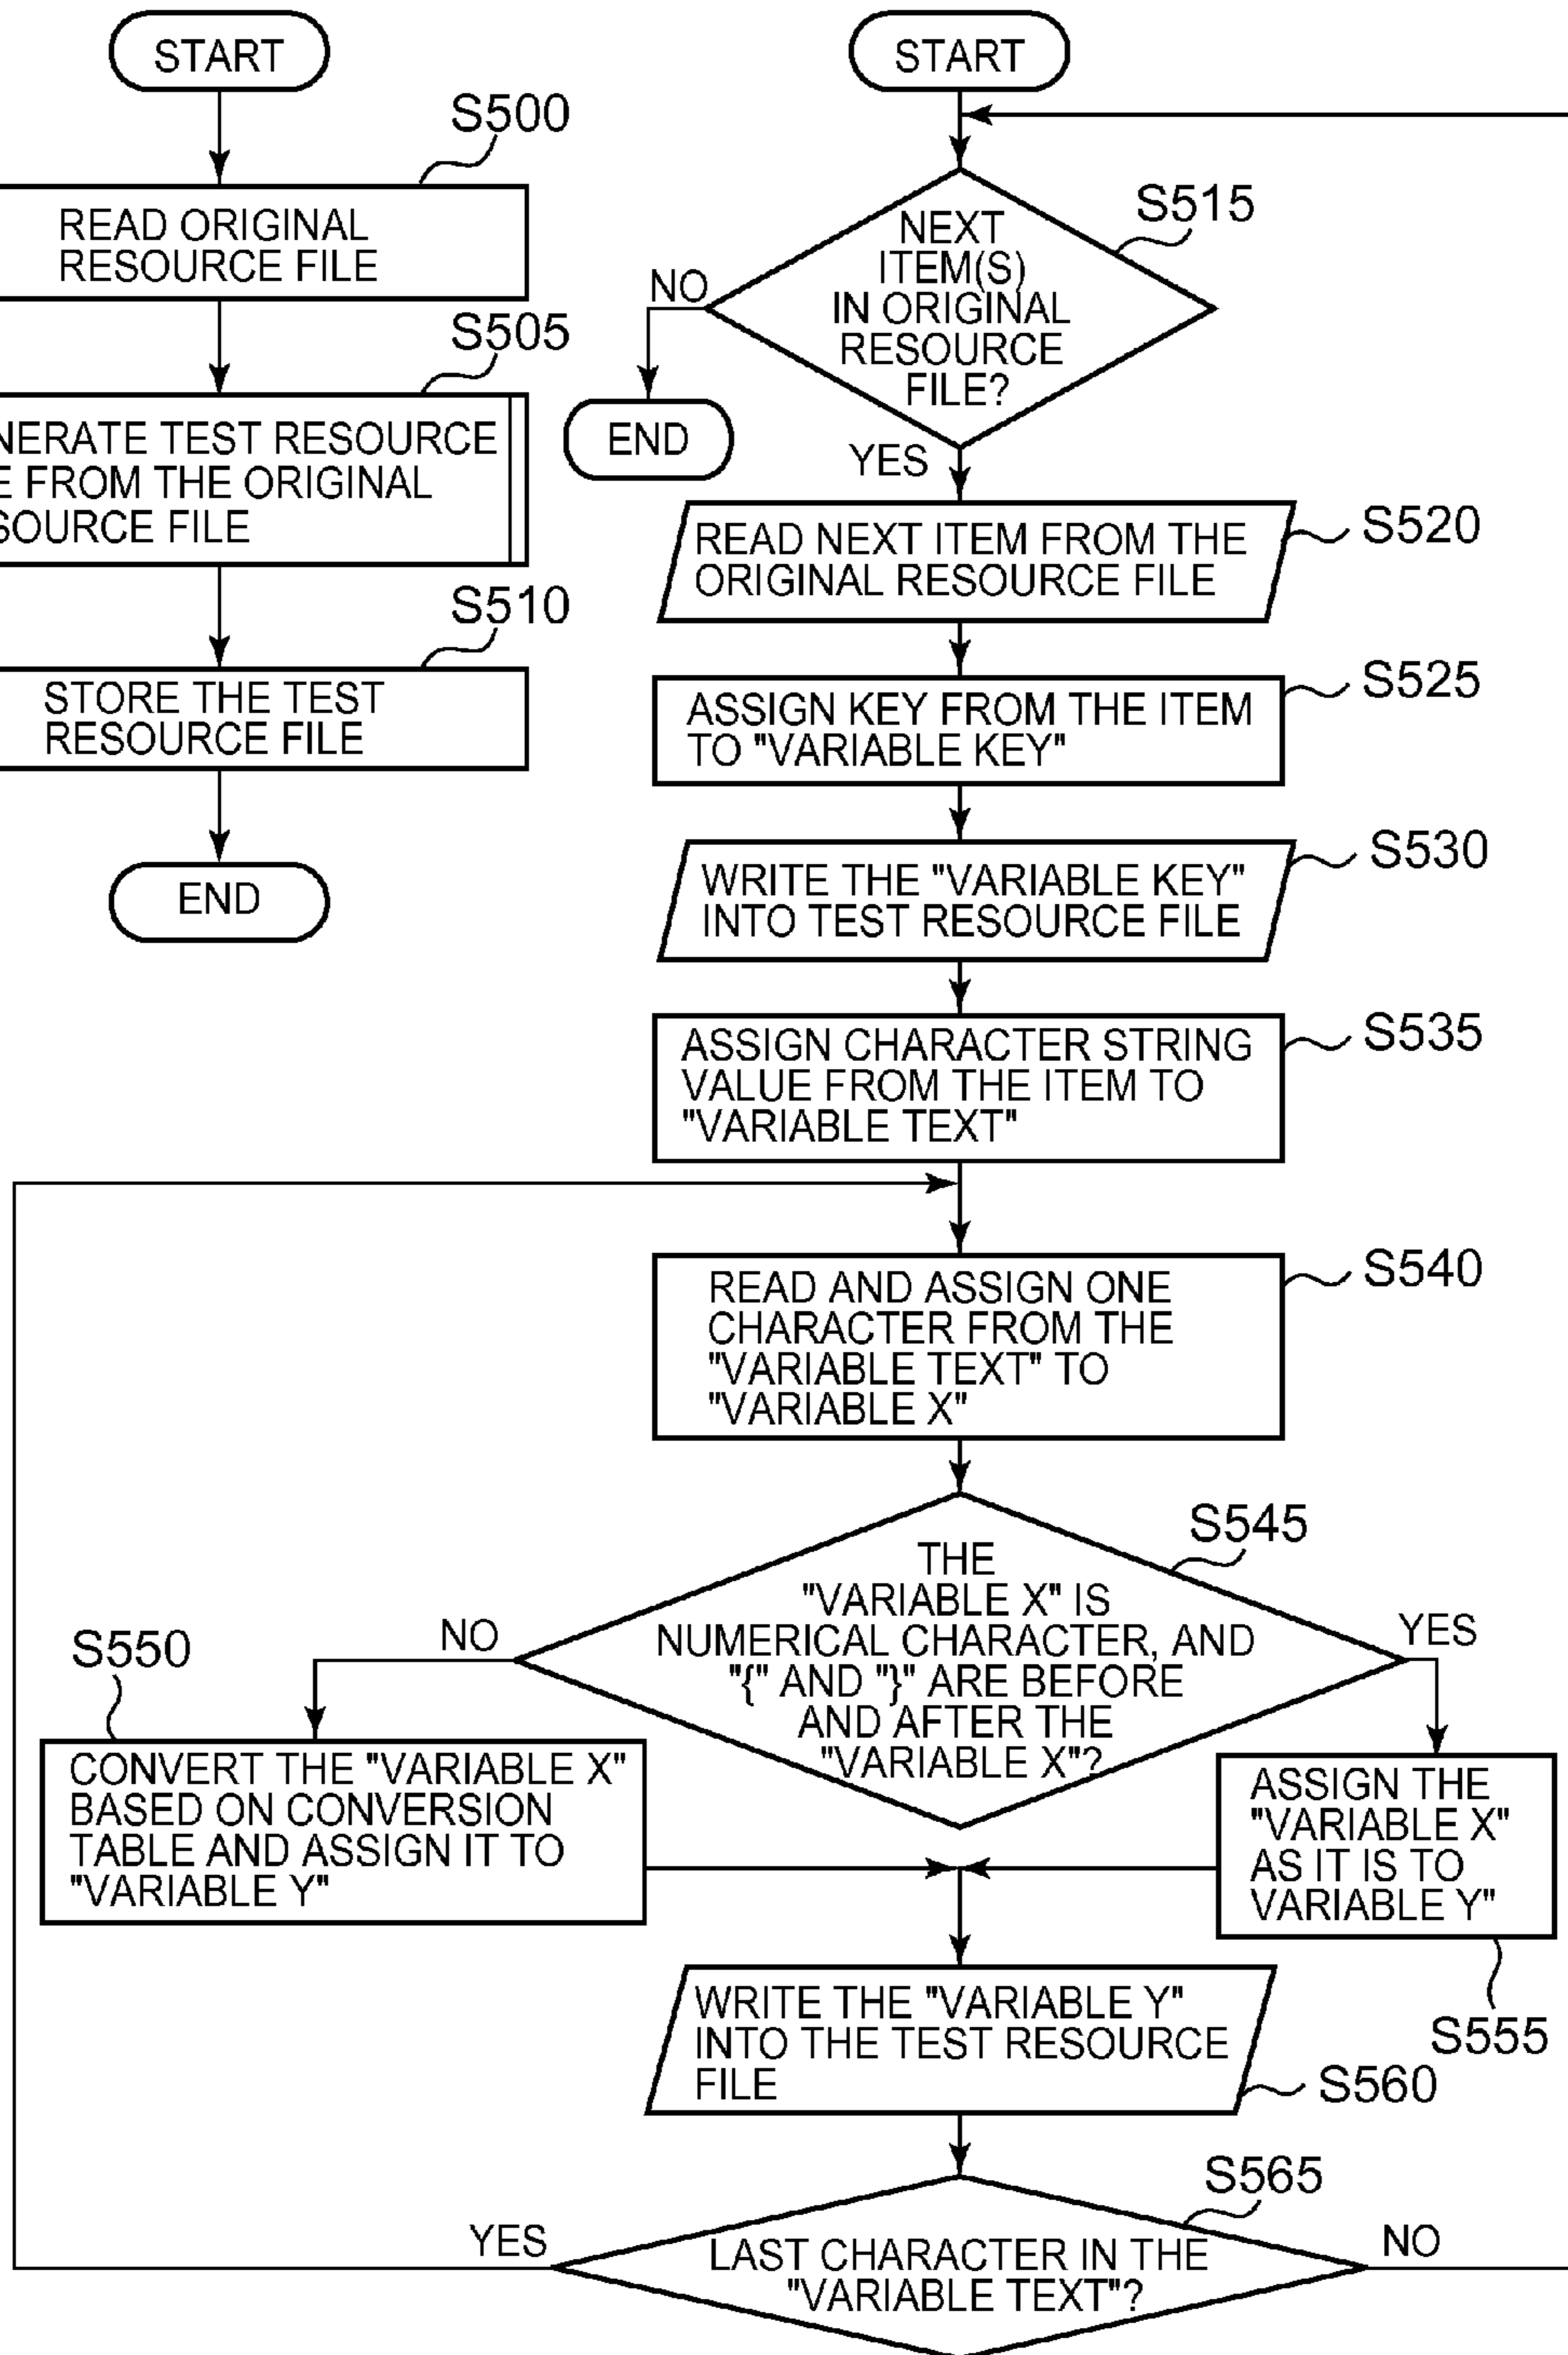 START
S500
READ ORIGINAL
RESOURCE FILE
S505
NERATE TEST RESOURCE
E FROM THE ORIGINAL
SOURCE FILE
S510
STORE THE TEST
RESOURCE FILE
END
START
S515
NEXT
ITEM(S)
IN ORIGINAL
RESOURCE
FILE?
NO
END
YES
S520
READ NEXT ITEM FROM THE
ORIGINAL RESOURCE FILE
S525
ASSIGN KEY FROM THE ITEM
TO "VARIABLE KEY"
S530
WRITE THE "VARIABLE KEY"
INTO TEST RESOURCE FILE
S535
ASSIGN CHARACTER STRING
VALUE FROM THE ITEM TO
"VARIABLE TEXT"
S540
READ AND ASSIGN ONE
CHARACTER FROM THE
"VARIABLE TEXT" TO
"VARIABLE X"
S545
THE
"VARIABLE X" IS
NUMERICAL CHARACTER, AND
"{" AND "}" ARE BEFORE
AND AFTER THE
"VARIABLE X"?
NO
YES
S550
CONVERT THE "VARIABLE X"
BASED ON CONVERSION
TABLE AND ASSIGN IT TO
"VARIABLE Y"
ASSIGN THE
"VARIABLE X"
AS IT IS TO
VARIABLE Y"
S555
WRITE THE "VARIABLE Y"
INTO THE TEST RESOURCE
FILE
S560
S565
YES
LAST CHARACTER IN THE
"VARIABLE TEXT"?
NO